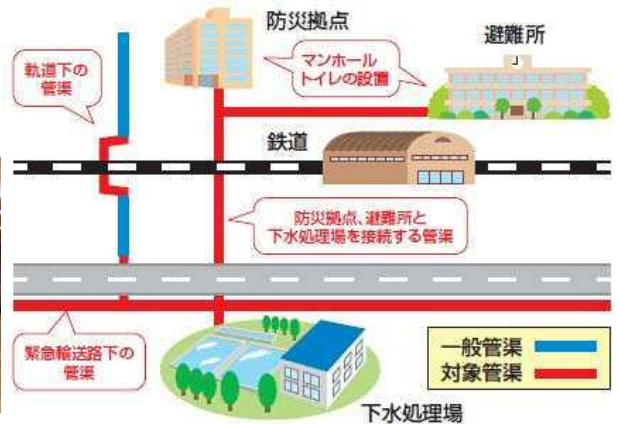 防災拠点
避難所
軌道下の
管渠
マンホール
トイレの設置
鉄道
防災拠点、避難所と
下水処理場を接続する管渠
緊急輸送路下の
管渠
一般管渠
対象管渠
下水処理場